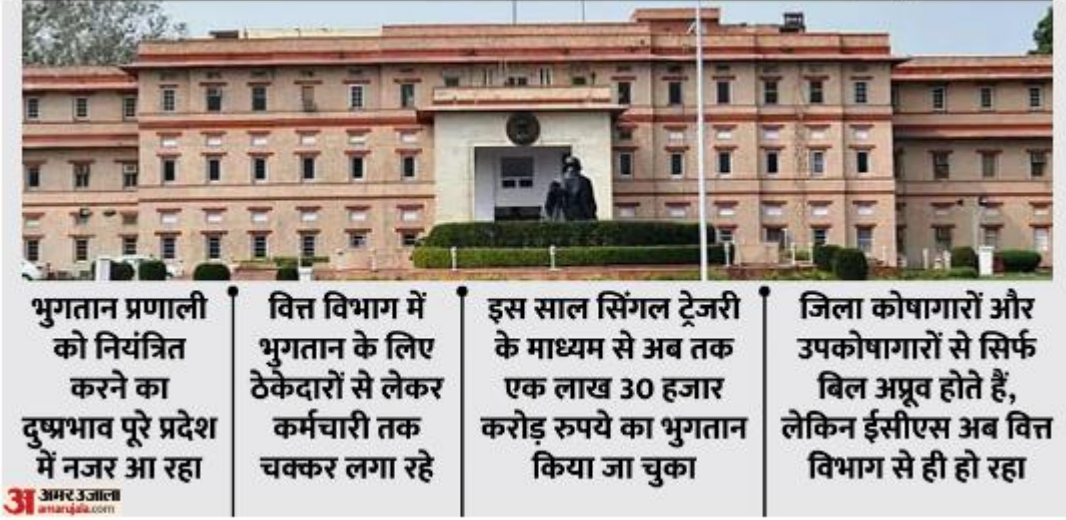 भुगतान प्रणाली
को नियंत्रित
करने का
दुष्प्रभाव पूरे प्रदेश
में नजर आ रहा
वित्त विभाग में
भुगतान के लिए
ठेकेदारों से लेकर
कर्मचारी तक
चक्कर लगा रहे
इस साल सिंगल ट्रेजरी
के माध्यम से अब तक
एक लाख 30 हजार
करोड़ रुपये का भुगतान
किया जा चुका
जिला कोषागारों और
उपकोषागारों से सिर्फ
बिल अप्रूव होते हैं,
लेकिन ईसीएस अब वित्त
विभाग से ही हो रहा
अ अमर उजाला
amarujala.com